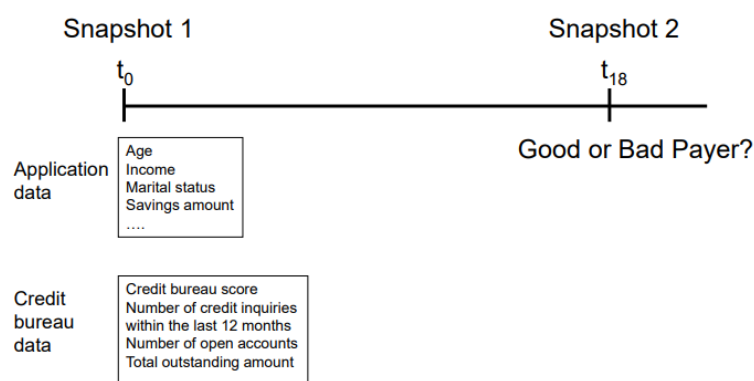 Snapshot 1
Snapshot 2
t0
t18
Good or Bad Payer?
Application
data
Age
Income
Marital status
Savings amount
....
Credit
bureau
data
Credit bureau score
Number of credit inquiries
within the last 12 months
Number of open accounts
Total outstanding amount